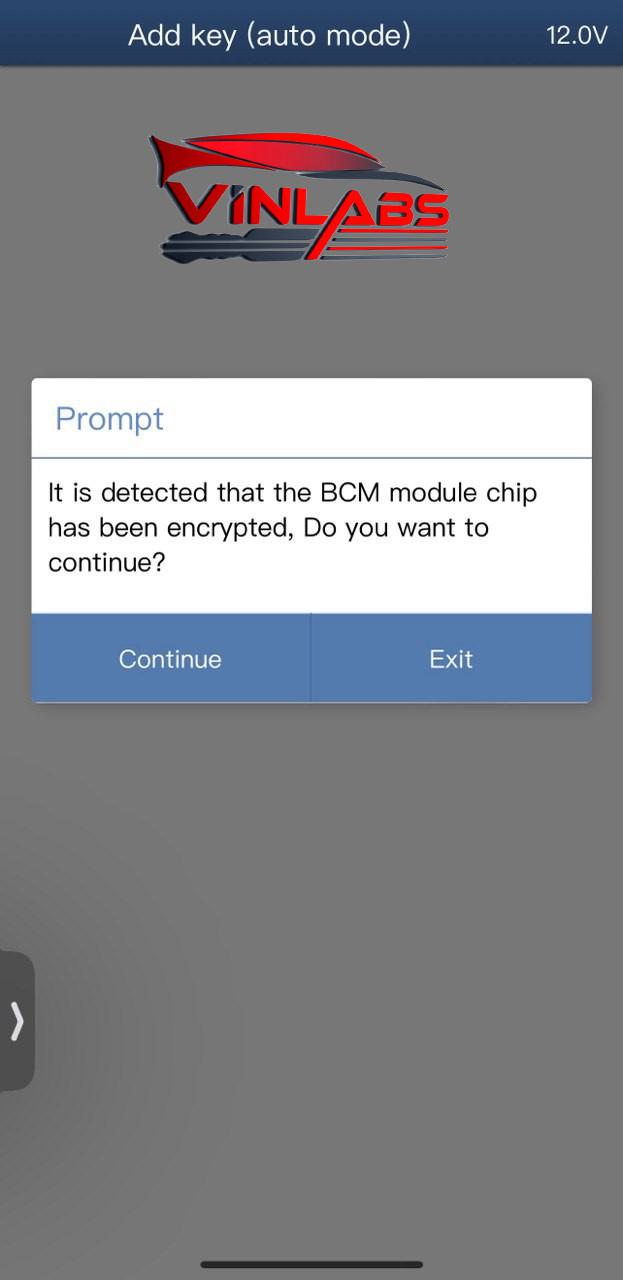 Add key (auto mode)
12.0V
ViNLABS
Prompt
It is detected that the BCM module chip
has been encrypted, Do you want to
continue?
Continue
Exit